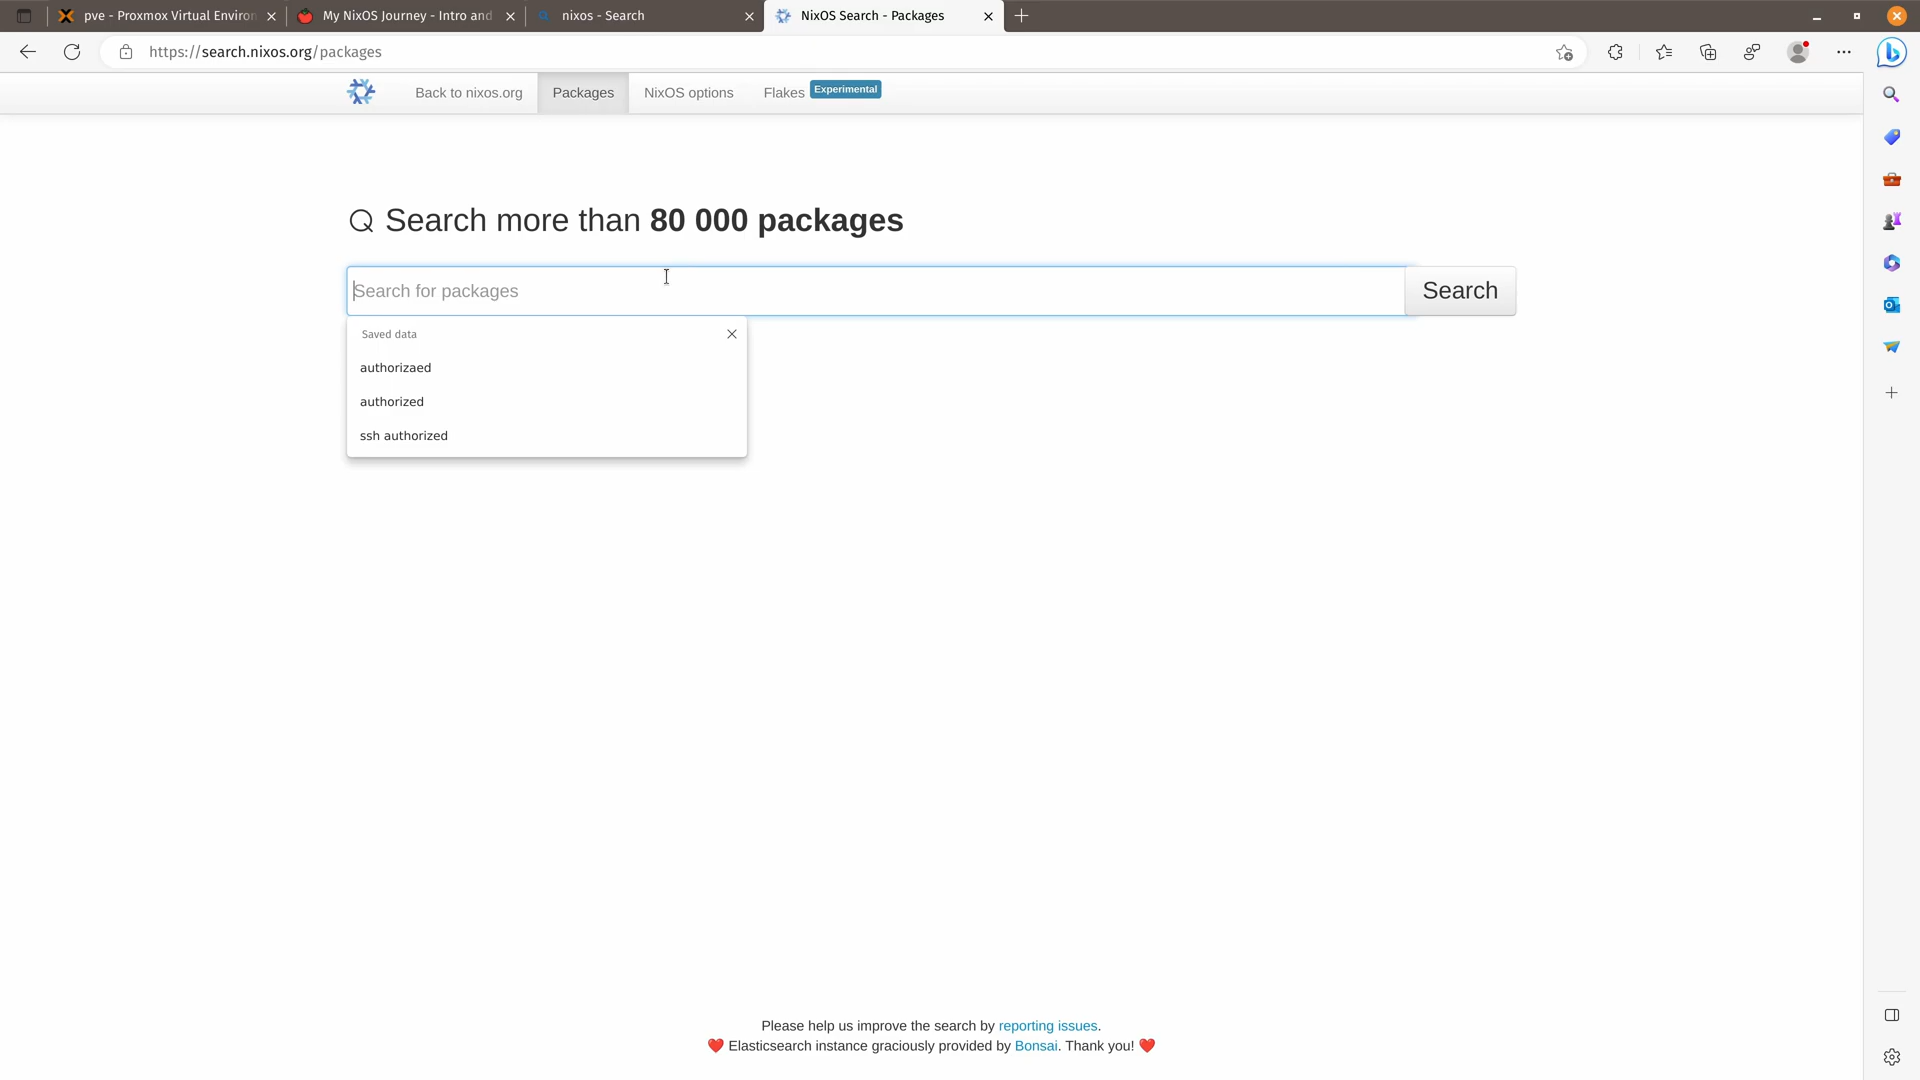 pve - Proxmox Virtual Environ
My NixOS Journey - Intro and
nixos - Search
NixOS Search - Packages
https://search.nixos.org/packages
Back to nixos.org
Packages
NixOS options
Flakes
Experimental
Search more than 80 000 packages
Search for packages
Search
Saved data
authorizaed
authorized
ssh authorized
Please help us improve the search by reporting issues.
❤️ Elasticsearch instance graciously provided by Bonsai. Thank you! ❤️